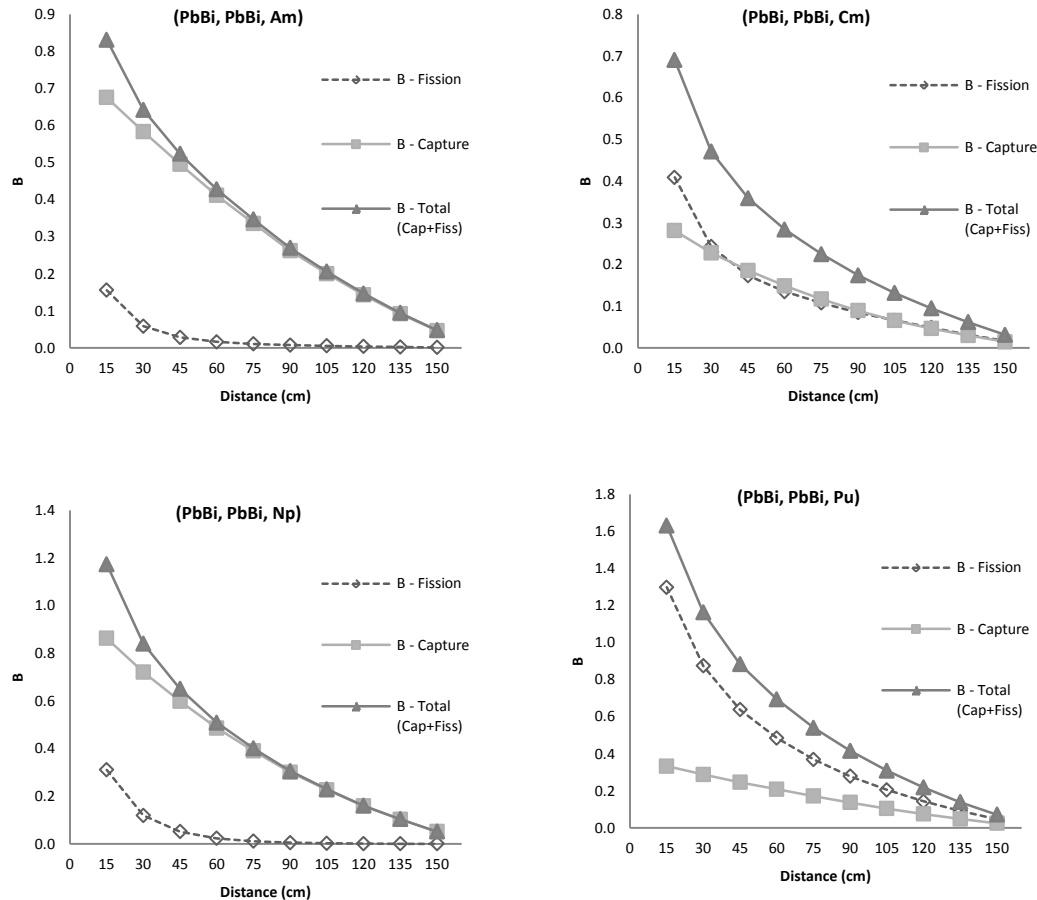 (PbBi, PbBi, Am)
0.9
0.8
0.7
0.6
0.5
0.4
0.3
0.2
0.1
0.0
B
B - Fission
B - Capture
B - Total
(Cap+Fiss)
0 15 30 45 60 75 90 105 120 135 150
Distance (cm)
(PbBi, PbBi, Cm)
0.8
0.7
0.6
0.5
0.4
0.3
0.2
0.1
0.0
B
B - Fission
B - Capture
B - Total
(Cap+Fiss)
0 15 30 45 60 75 90 105 120 135 150
Distance (cm)
(PbBi, PbBi, Np)
1.4
1.2
1.0
0.8
0.6
0.4
0.2
0.0
B
B - Fission
B - Capture
B - Total
(Cap+Fiss)
0 15 30 45 60 75 90 105 120 135 150
Distance (cm)
(PbBi, PbBi, Pu)
1.8
1.6
1.4
1.2
1.0
0.8
0.6
0.4
0.2
0.0
B
B - Fission
B - Capture
B - Total
(Cap+Fiss)
0 15 30 45 60 75 90 105 120 135 150
Distance (cm)